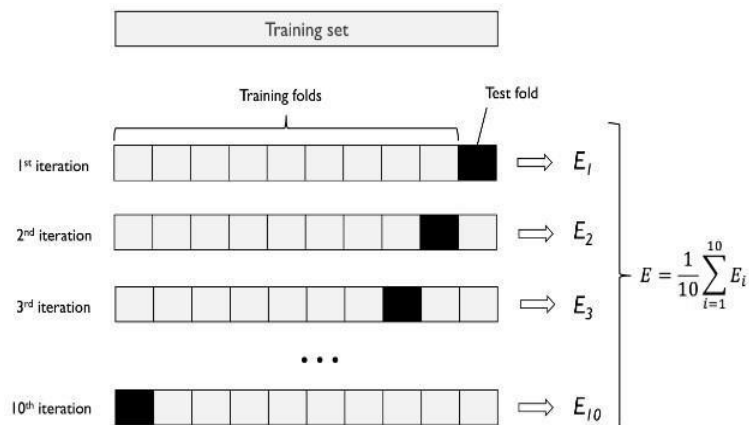 Training set
Training folds
Test fold
1st iteration
E1
2nd iteration
E2
3rd iteration
E3
E = 1/10 10∑i=1 Ei
...
10th iteration
E10